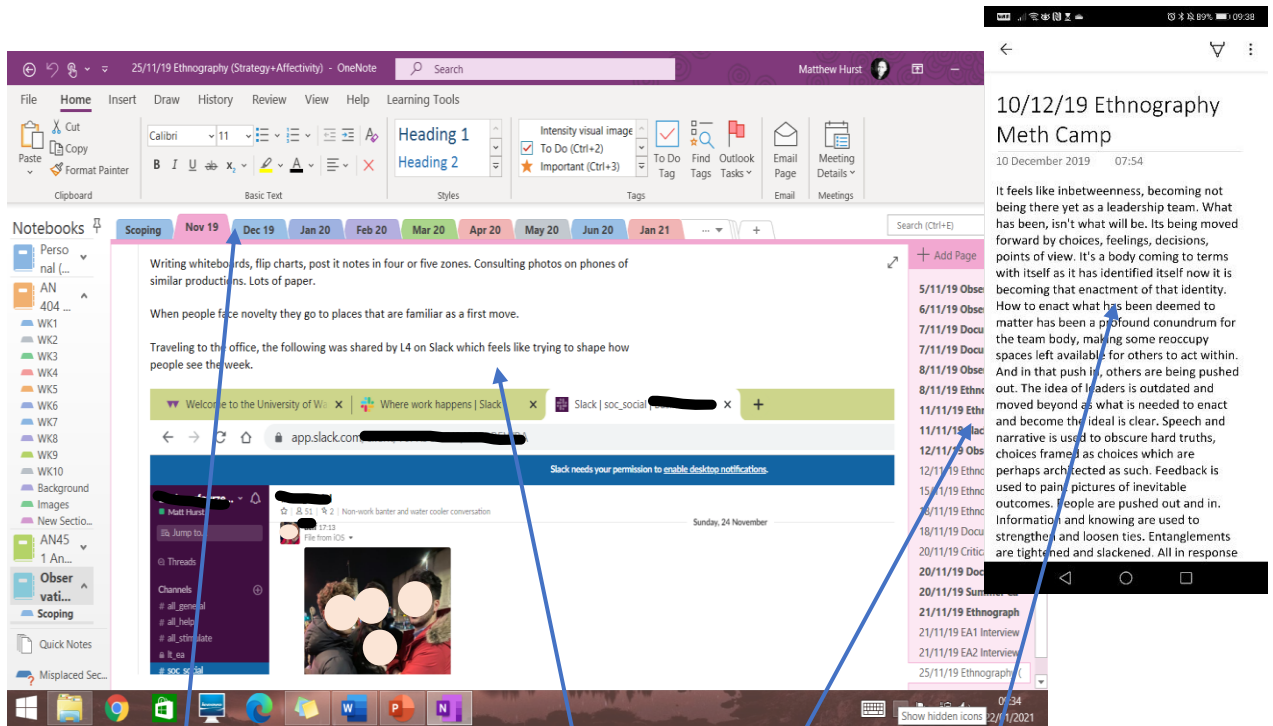 25/11/19 Ethnography (Strategy+Affectivity) - OneNote
Search
Matthew Hurst
File Home Insert Draw History Review View Help Learning Tools
Paste
Cut
Copy
Format Painter
Clipboard
Calibri 11
B I U ab x₂ A
Basic Text
Heading 1
Heading 2
Styles
Intensity visual image
To Do (Ctrl+2)
Important (Ctrl+3)
To Do Tag
Find Tags
Outlook Tasks
Tags
Email Page
Email
Meeting Details
Meetings
Notebooks
Scoping Nov 19 Dec 19 Jan 20 Feb 20 Mar 20 Apr 20 May 20 Jun 20 Jan 21 ... +
Search (Ctrl+E)
Perso
nal (...
AN
404 ...
WK1
WK2
WK3
WK4
WK5
WK6
WK7
WK8
WK9
WK10
Background
Images
New Sectio...
AN45
1 An...
Obser
vati...
Scoping
Quick Notes
Misplaced Sec...
Writing whiteboards, flip charts, post it notes in four or five zones. Consulting photos on phones of
similar productions. Lots of paper.
When people face novelty they go to places that are familiar as a first move.
Traveling to the office, the following was shared by L4 on Slack which feels like trying to shape how
people see the week.
Welcome to the University of Wa
Where work happens | Slack
Slack | soc_social |
app.slack.com
Slack needs your permission to enable desktop notifications.
Matt Hurst
Jump to...
Threads
Channels
# all_general
# all_help
# all_stimulate
lt_ea
# soc_social
51 | 2 | Non-work banter and water cooler conversation
Sunday, 24 November
17:13
File from iOS
Add Page
5/11/19 Obse
6/11/19 Obse
7/11/19 Docu
7/11/19 Docu
8/11/19 Obse
8/11/19 Ethn
11/11/19 Eth
11/11/19 lac
12/11/19 Obs
12/11/19 Ethno
15/11/19 Ethno
18/11/19 Ethno
18/11/19 Docu
20/11/19 Critic
20/11/19 Doc
20/11/19 Sum
21/11/19 Ethnograph
21/11/19 EA1 Interview
21/11/19 EA2 Interview
25/11/19 Ethnography (
Show hidden icons
09:34
22/01/2021
89% 09:38
10/12/19 Ethnography
Meth Camp
10 December 2019 07:54
It feels like inbetweenness, becoming not
being there yet as a leadership team. What
has been, isn't what will be. Its being moved
forward by choices, feelings, decisions,
points of view. It's a body coming to terms
with itself as it has identified itself now it is
becoming that enactment of that identity.
How to enact what has been deemed to
matter has been a profound conundrum for
the team body, making some reoccupy
spaces left available for others to act within.
And in that push in, others are being pushed
out. The idea of leaders is outdated and
moved beyond as what is needed to enact
and become the ideal is clear. Speech and
narrative is used to obscure hard truths,
choices framed as choices which are
perhaps architected as such. Feedback is
used to paint pictures of inevitable
outcomes. People are pushed out and in.
Information and knowing are used to
strengthen and loosen ties. Entanglements
are tightened and slackened. All in response